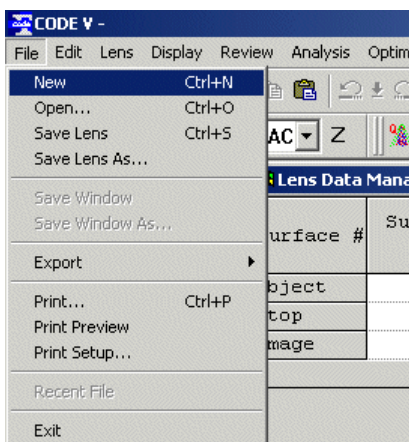 CODE V -
File Edit Lens Display Review Analysis Optim
New Ctrl+N
Open... Ctrl+O
Save Lens Ctrl+S
Save Lens As...
Save Window
Save Window As...
Export
Print... Ctrl+P
Print Preview
Print Setup...
Recent File
Exit
AC Z
Lens Data Mana
urface # Su
bject
top
mage